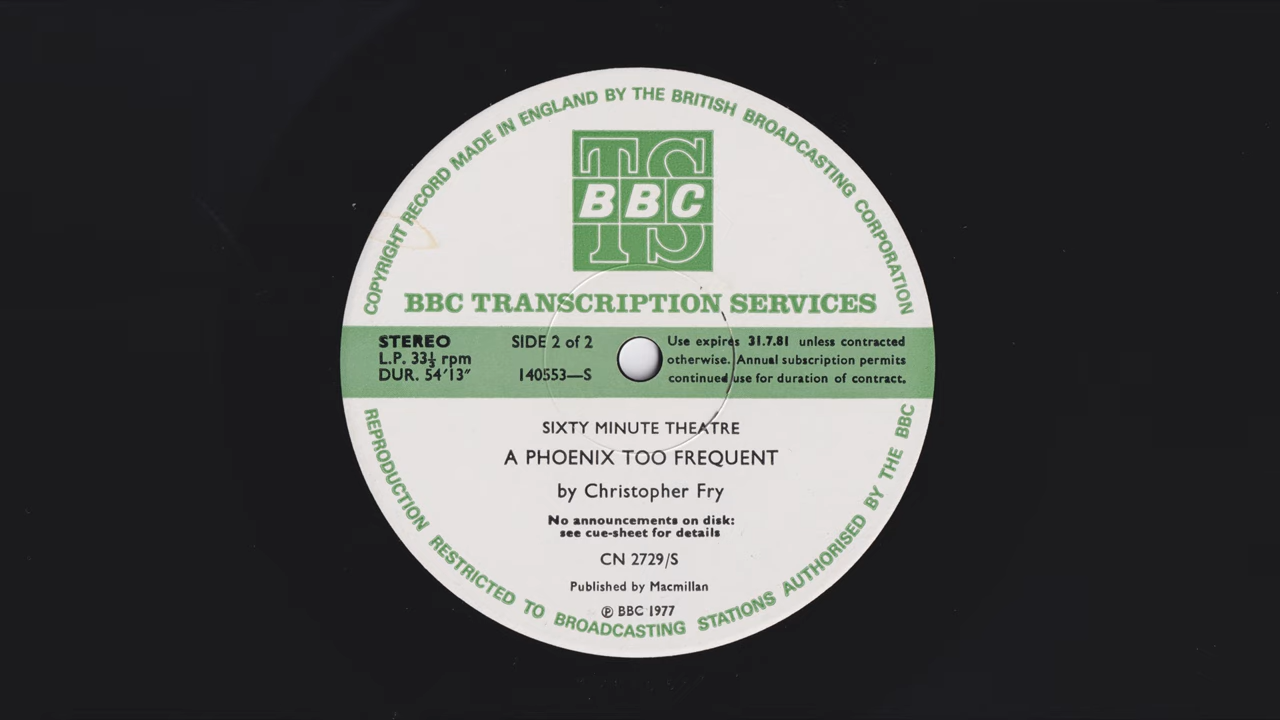 COPYRIGHT RECORD MADE IN ENGLAND BY THE BRITISH BROADCASTING CORPORATION
TS
BBC
BBC TRANSCRIPTION SERVICES
STEREO
L.P. 33⅓ rpm
DUR. 54′13″
SIDE 2 of 2
140553—S
Use expires 31.7.81 unless contracted
otherwise. Annual subscription permits
continued use for duration of contract.
SIXTY MINUTE THEATRE
A PHOENIX TOO FREQUENT
by Christopher Fry
No announcements on disk:
see cue-sheet for details
CN 2729/S
Published by Macmillan
℗ BBC 1977
REPRODUCTION RESTRICTED TO BROADCASTING STATIONS AUTHORISED BY THE BBC